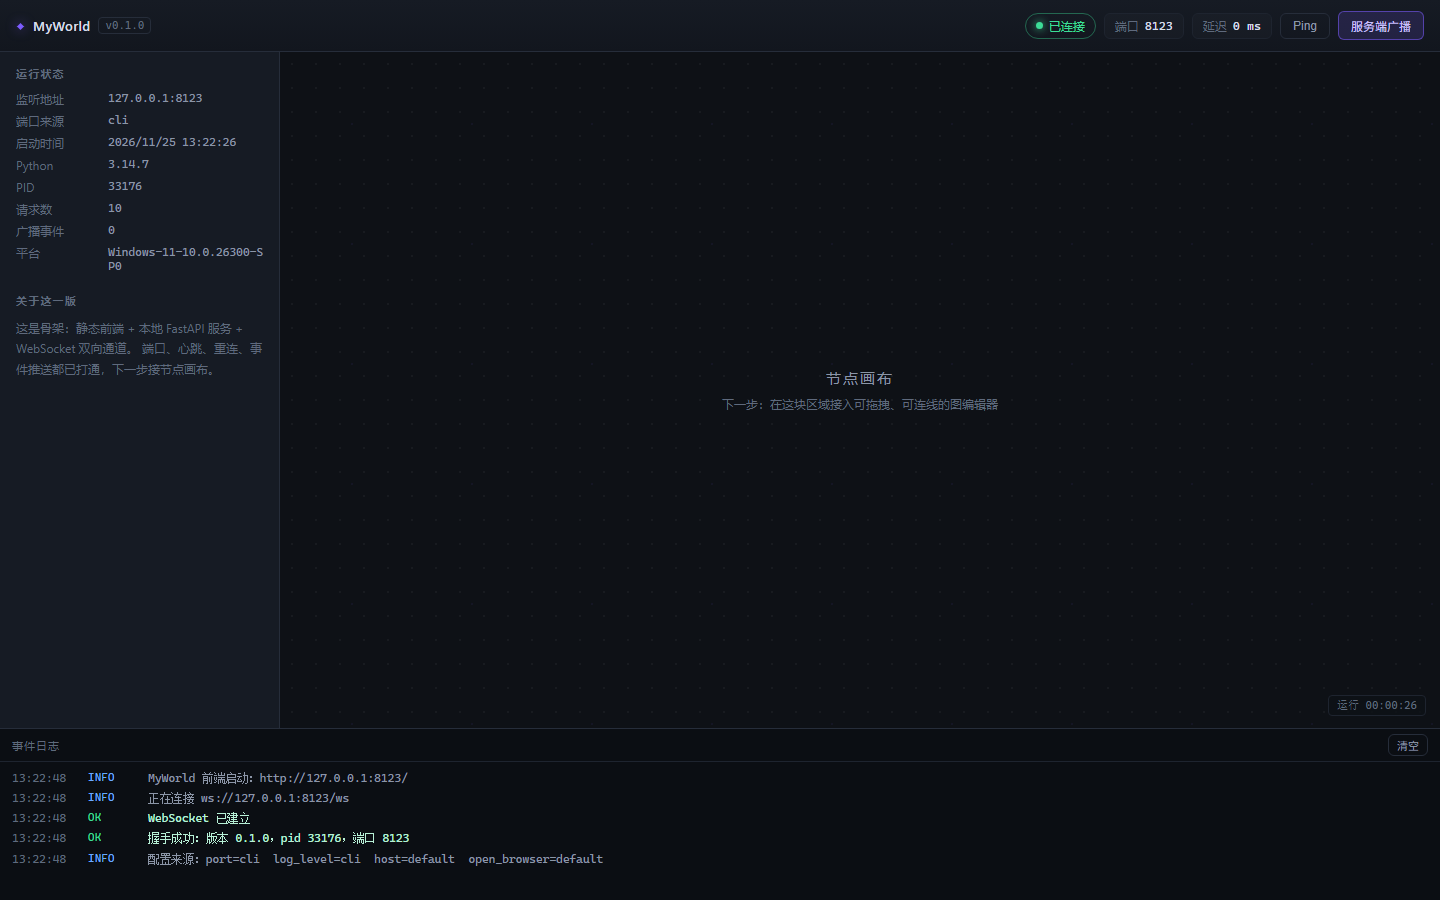 MyWorld v0.1.0
已连接 端口 8123 延迟 0 ms Ping 服务端广播
运行状态
监听地址 127.0.0.1:8123
端口来源 cli
启动时间 2026/11/25 13:22:26
Python 3.14.7
PID 33176
请求数 10
广播事件 0
平台 Windows-11-10.0.26300-S
P0
关于这一版
这是骨架：静态前端 + 本地 FastAPI 服务 +
WebSocket 双向通道。 端口、心跳、重连、事
件推送都已打通，下一步接节点画布。
节点画布
下一步：在这块区域接入可拖拽、可连线的图编辑器
运行 00:00:26
事件日志 清空
13:22:48 INFO MyWorld 前端启动：http://127.0.0.1:8123/
13:22:48 INFO 正在连接 ws://127.0.0.1:8123/ws
13:22:48 OK WebSocket 已建立
13:22:48 OK 握手成功：版本 0.1.0，pid 33176，端口 8123
13:22:48 INFO 配置来源：port=cli log_level=cli host=default open_browser=default